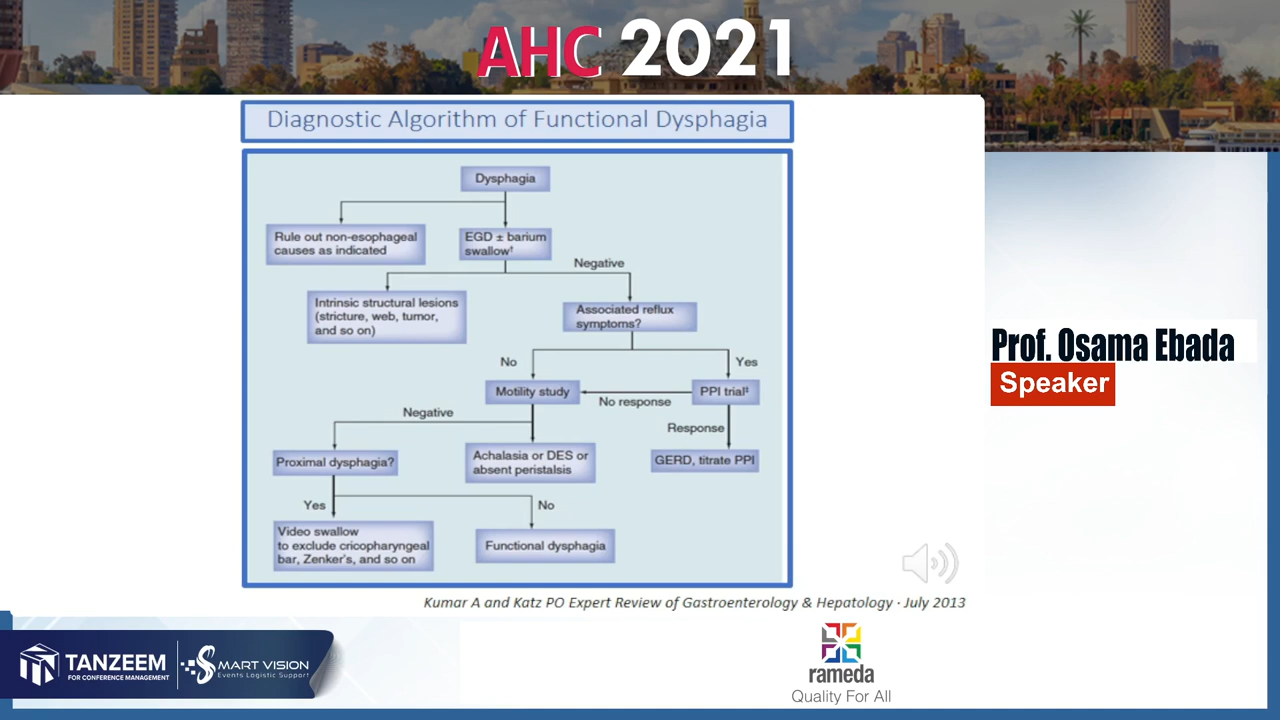 AHC 2021
Diagnostic Algorithm of Functional Dysphagia
Dysphagia
Rule out non-esophageal
causes as indicated
EGD ± barium
swallow†
Negative
Intrinsic structural lesions
(stricture, web, tumor,
and so on)
Associated reflux
symptoms?
No
Yes
Motility study
No response
PPI trial‡
Negative
Response
Proximal dysphagia?
Achalasia or DES or
absent peristalsis
GERD, titrate PPI
Yes
No
Video swallow
to exclude cricopharyngeal
bar, Zenker's, and so on
Functional dysphagia
Kumar A and Katz PO Expert Review of Gastroenterology & Hepatology · July 2013
Prof. Osama Ebada
Speaker
TANZEEM
FOR CONFERENCE MANAGEMENT
SMART VISION
Events Logistic Support
rameda
Quality For All